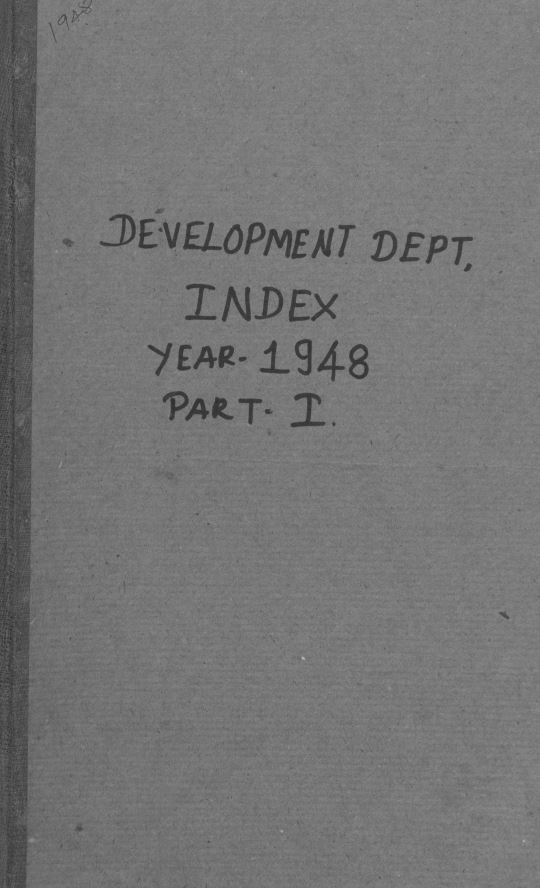 1948
DEVELOPMENT DEPT,
INDEX
YEAR- 1948
PART- I.